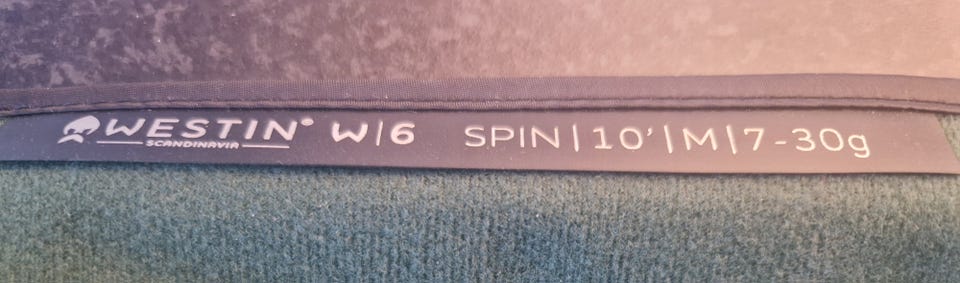 WESTIN® W|6 SPIN|10'|M|7-30g
SCANDINAVIA